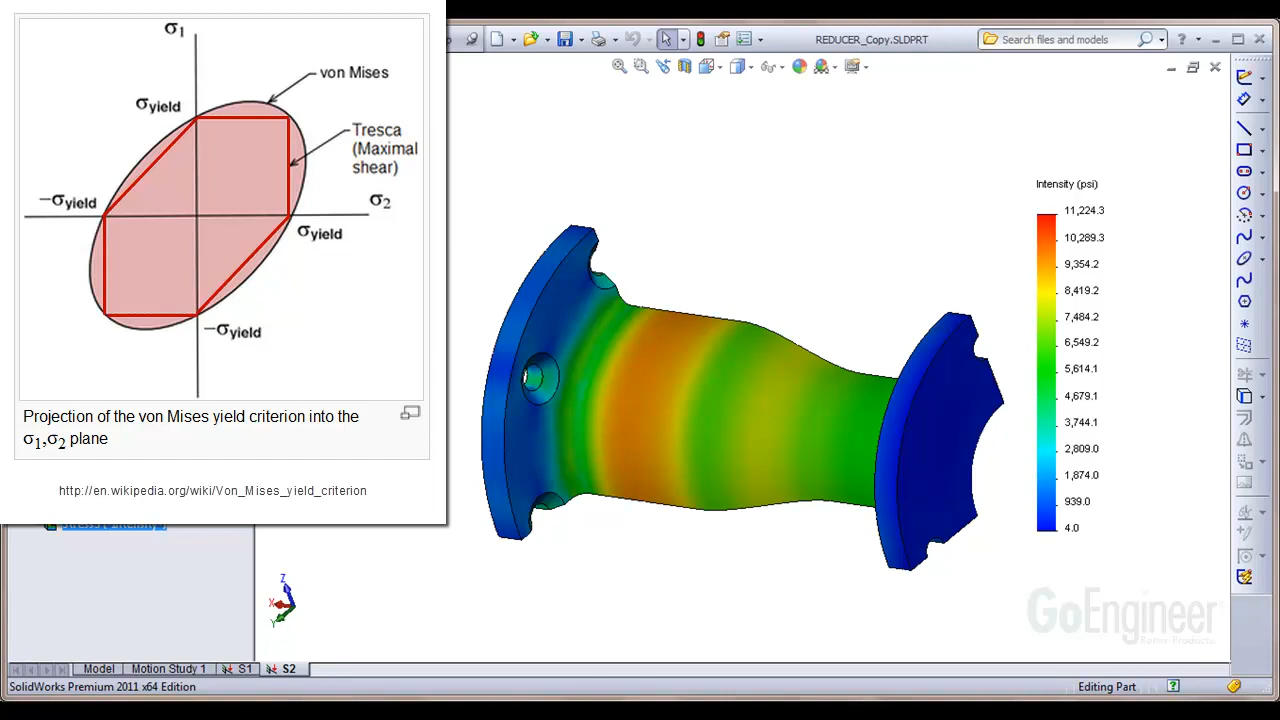 σ1
von Mises
σyield
Tresca
(Maximal
shear)
−σyield
σ2
σyield
−σyield
Projection of the von Mises yield criterion into the
σ1,σ2 plane
http://en.wikipedia.org/wiki/Von_Mises_yield_criterion
REDUCER_Copy.SLDPRT
Search files and models
Intensity (psi)
11,224.3
10,289.3
9,354.2
8,419.2
7,484.2
6,549.2
5,614.1
4,679.1
3,744.1
2,809.0
1,874.0
939.0
4.0
Z
X
Y
GoEngineer
Model
Motion Study 1
S1
S2
SolidWorks Premium 2011 x64 Edition
Editing Part